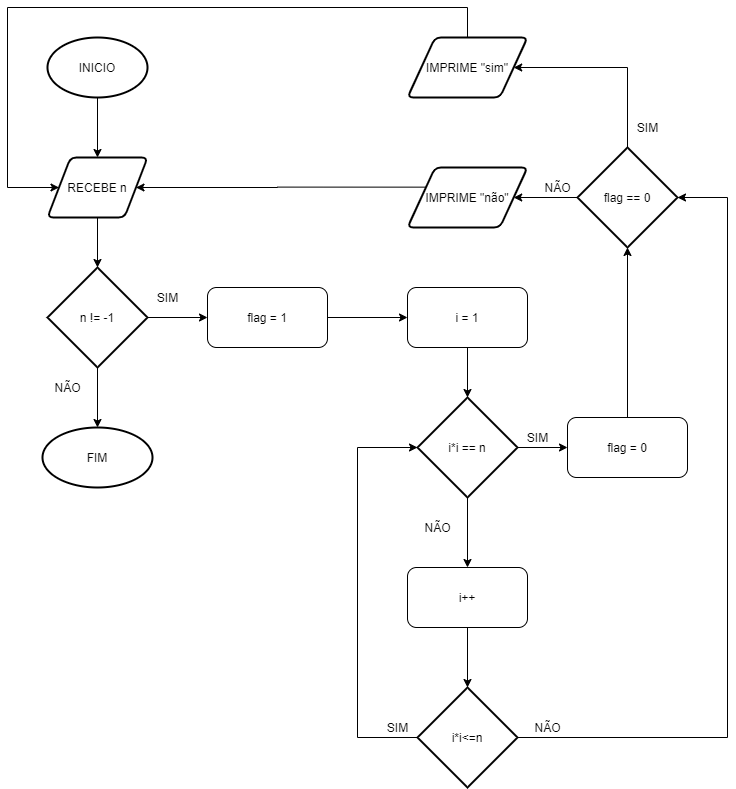 INICIO
IMPRIME "sim"
SIM
RECEBE n
IMPRIME "não"
NÃO
flag == 0
n != -1
SIM
flag = 1
i = 1
NÃO
FIM
i*i == n
SIM
flag = 0
NÃO
i++
SIM
i*i<=n
NÃO